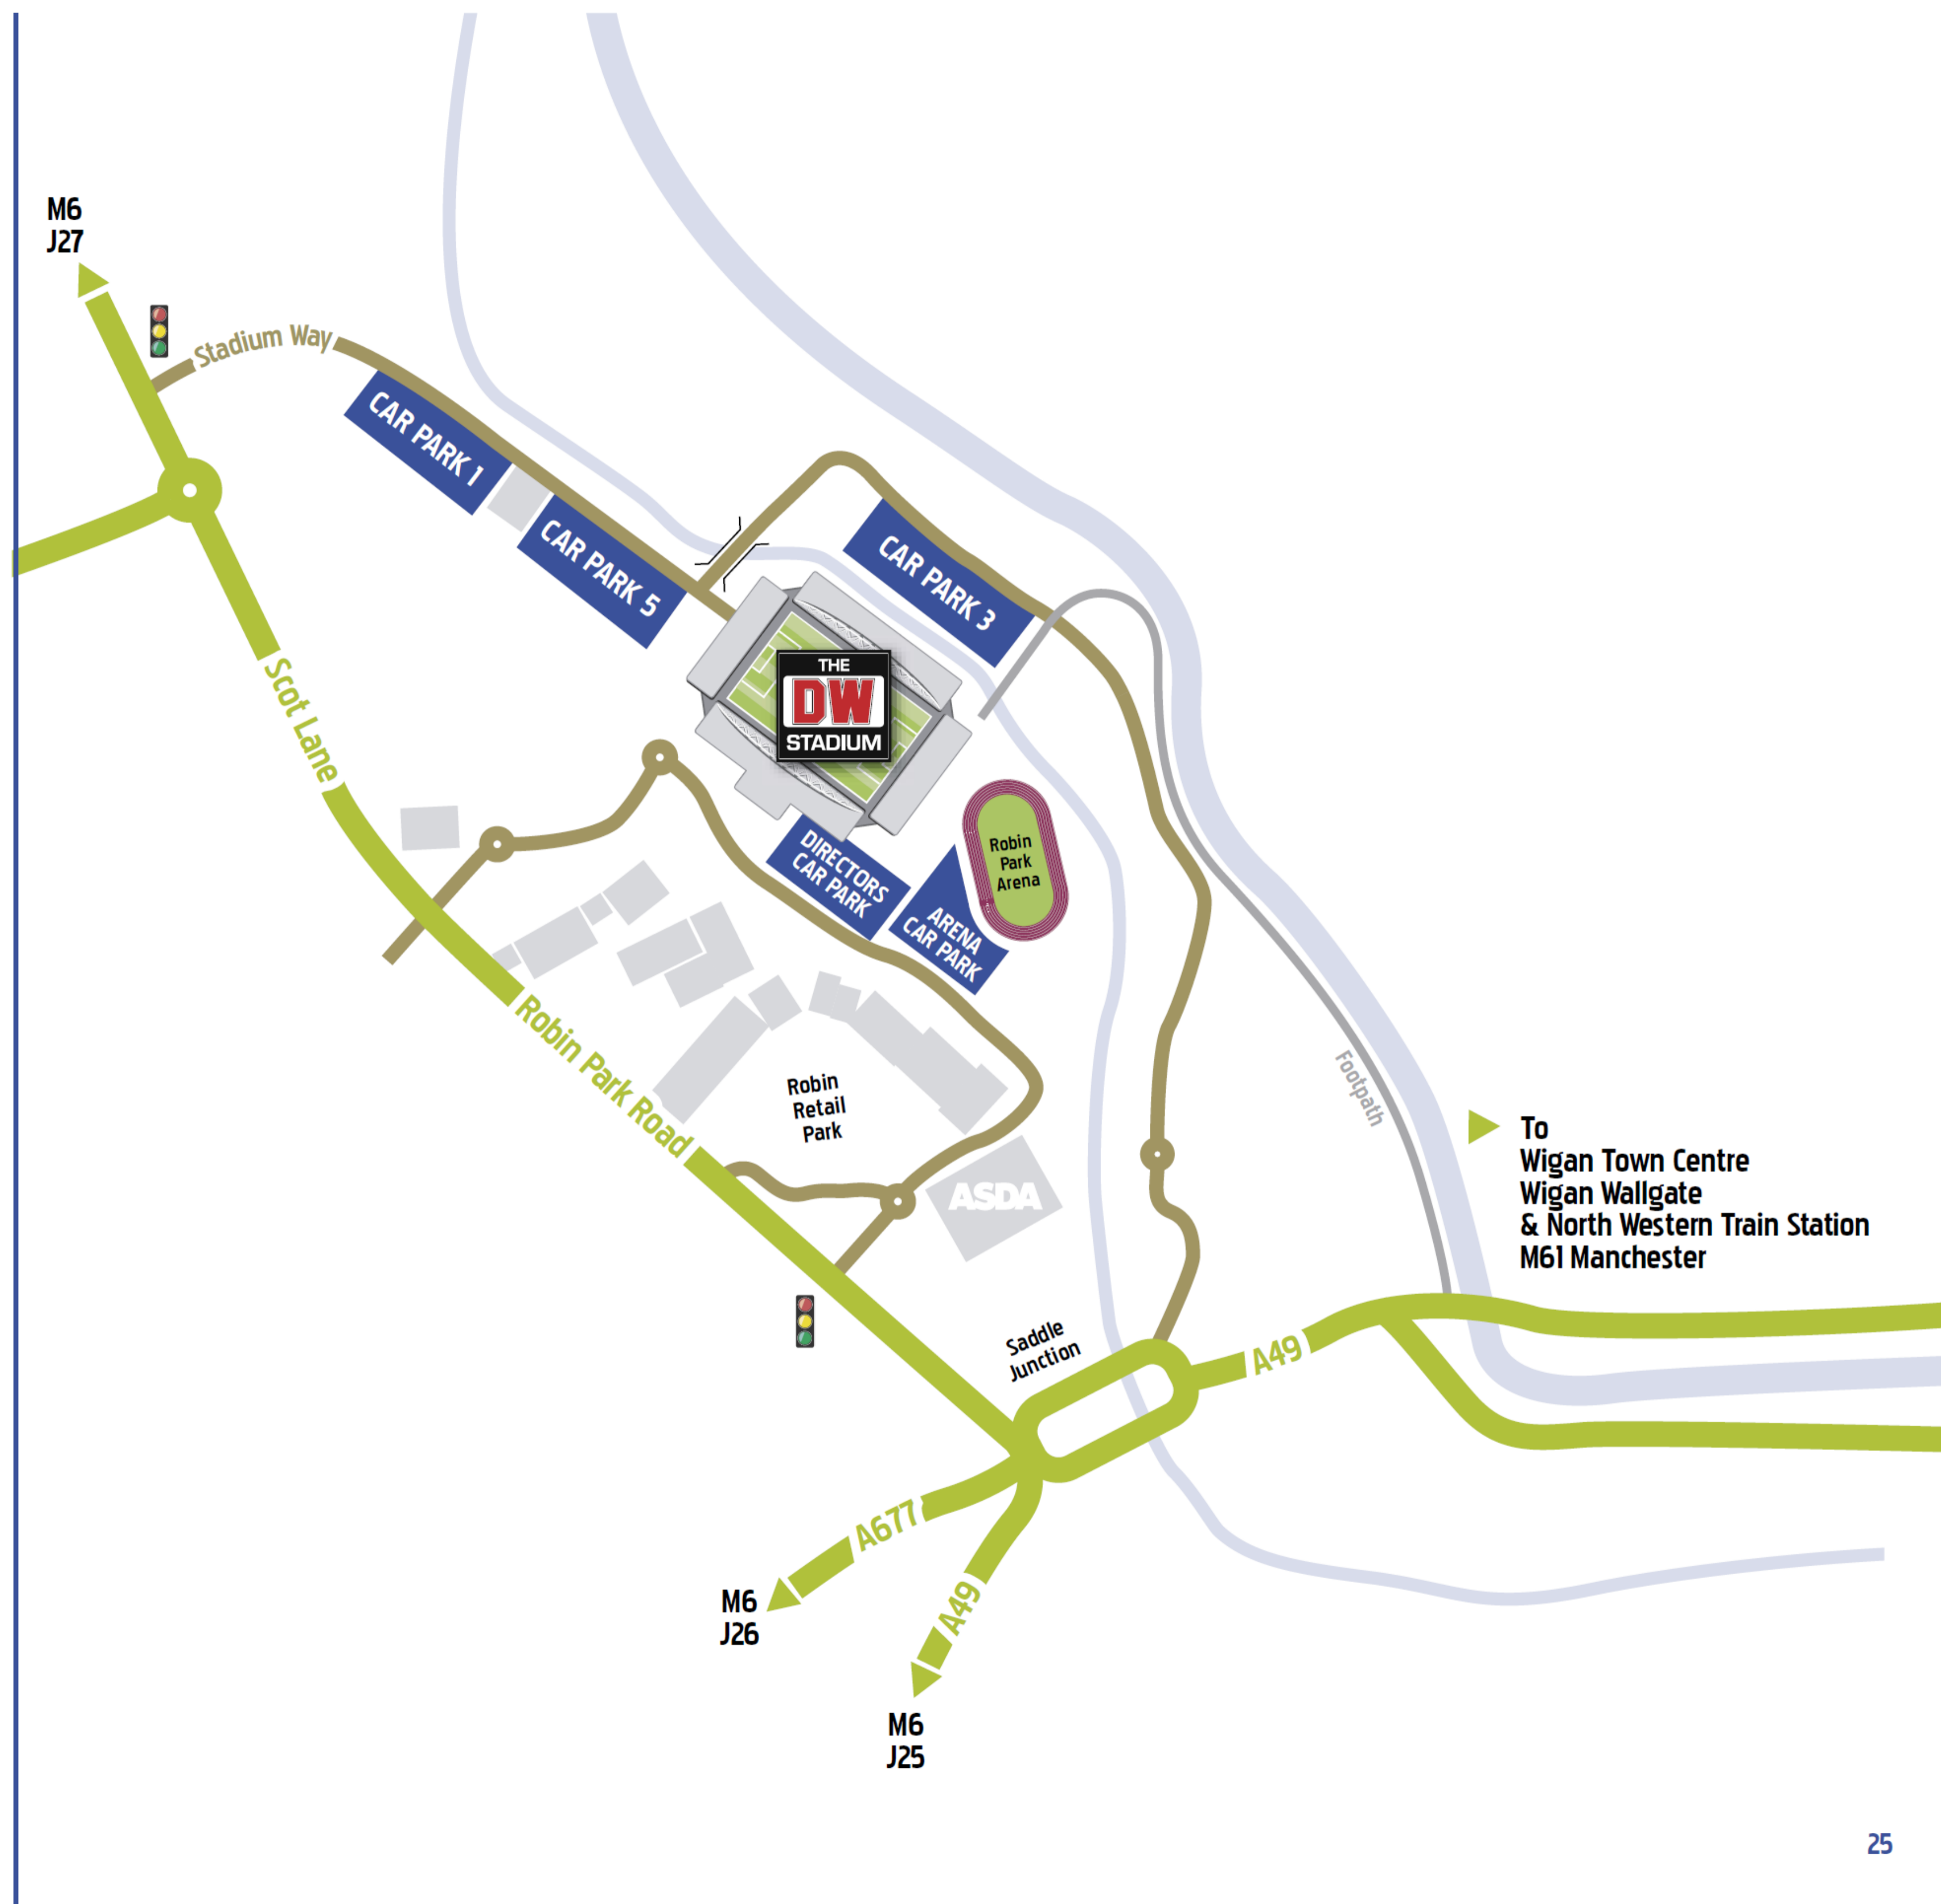 M6
J27
Stadium Way
CAR PARK 1
CAR PARK 5
CAR PARK 3
THE
DW
STADIUM
Scot Lane
DIRECTORS
CAR PARK
ARENA
CAR PARK
Robin
Park
Arena
Robin Park Road
Robin
Retail
Park
ASDA
Footpath
To
Wigan Town Centre
Wigan Wallgate
& North Western Train Station
M61 Manchester
Saddle
Junction
A49
A677
M6
J26
A49
M6
J25
25